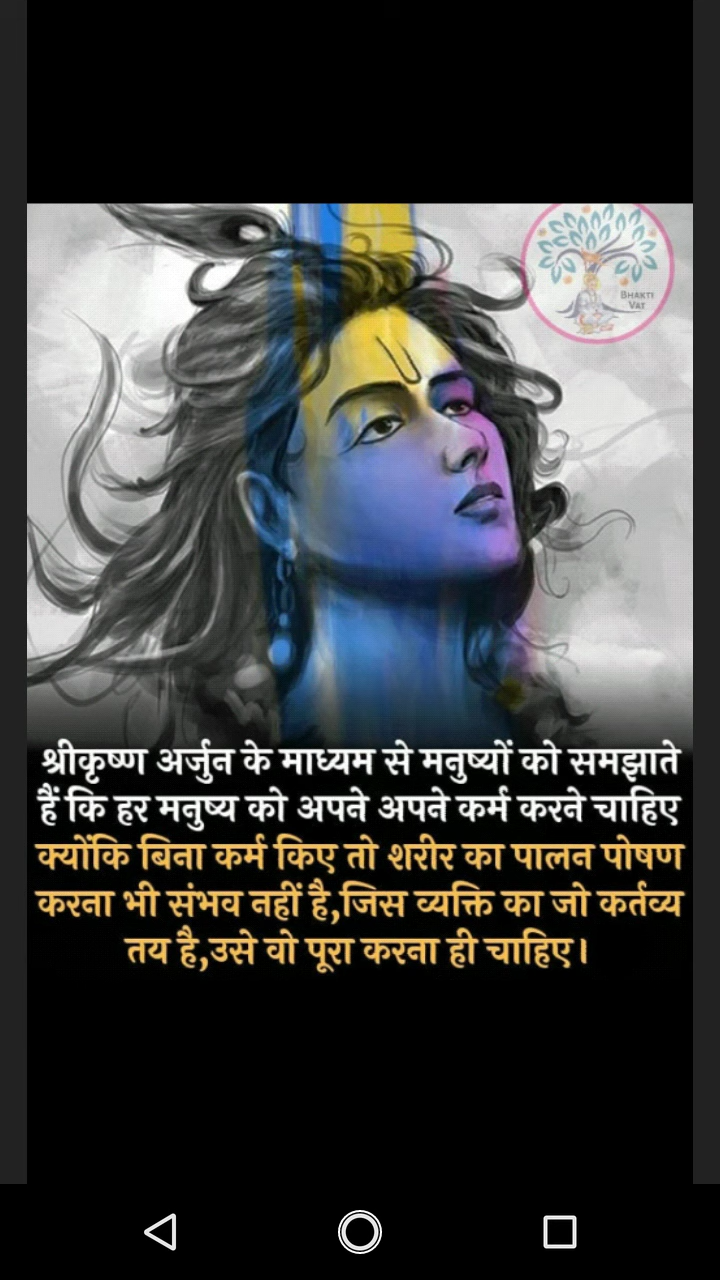 BHAKTI
VAT
श्रीकृष्ण अर्जुन के माध्यम से मनुष्यों को समझाते
हैं कि हर मनुष्य को अपने अपने कर्म करने चाहिए
क्योंकि बिना कर्म किए तो शरीर का पालन पोषण
करना भी संभव नहीं है,जिस व्यक्ति का जो कर्तव्य
तय है,उसे वो पूरा करना ही चाहिए।